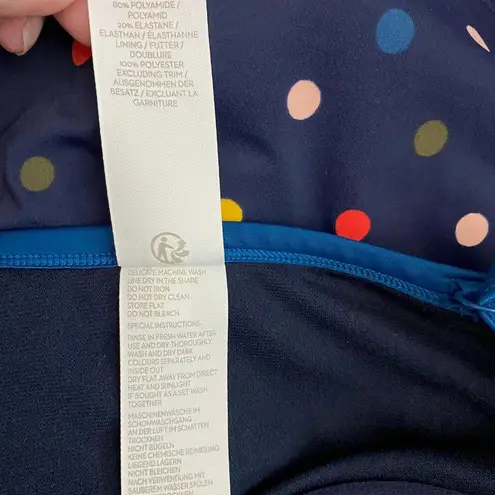 80% POLYAMIDE /
POLYAMID
20% ELASTANE /
ELASTHAN / ÉLASTHANNE
LINING / FUTTER /
DOUBLURE
100% POLYESTER
EXCLUDING TRIM /
AUSGENOMMEN DER
BESATZ / EXCLUANT LA
GARNITURE
DELICATE MACHINE WASH
LINE DRY IN THE SHADE
DO NOT IRON
DO NOT DRY CLEAN
STORE FLAT
DO NOT BLEACH
SPECIAL INSTRUCTIONS
RINSE IN FRESH WATER AFTER
USE AND DRY THOROUGHLY
WASH AND DRY DARK
COLOURS SEPARATELY AND
INSIDE OUT
DRY FLAT AWAY FROM DIRECT
HEAT AND SUNLIGHT
IF BOUGHT AS A SET WASH
TOGETHER
MASCHINENWÄSCHE IM
SCHONWASCHGANG
AN DER LUFT IM SCHATTEN
TROCKNEN
NICHT BÜGELN
KEINE CHEMISCHE REINIGUNG
LIEGEND LAGERN
NICHT BLEICHEN
NACH VERWENDUNG MIT
SAUBEREM WASSER SPÜLEN